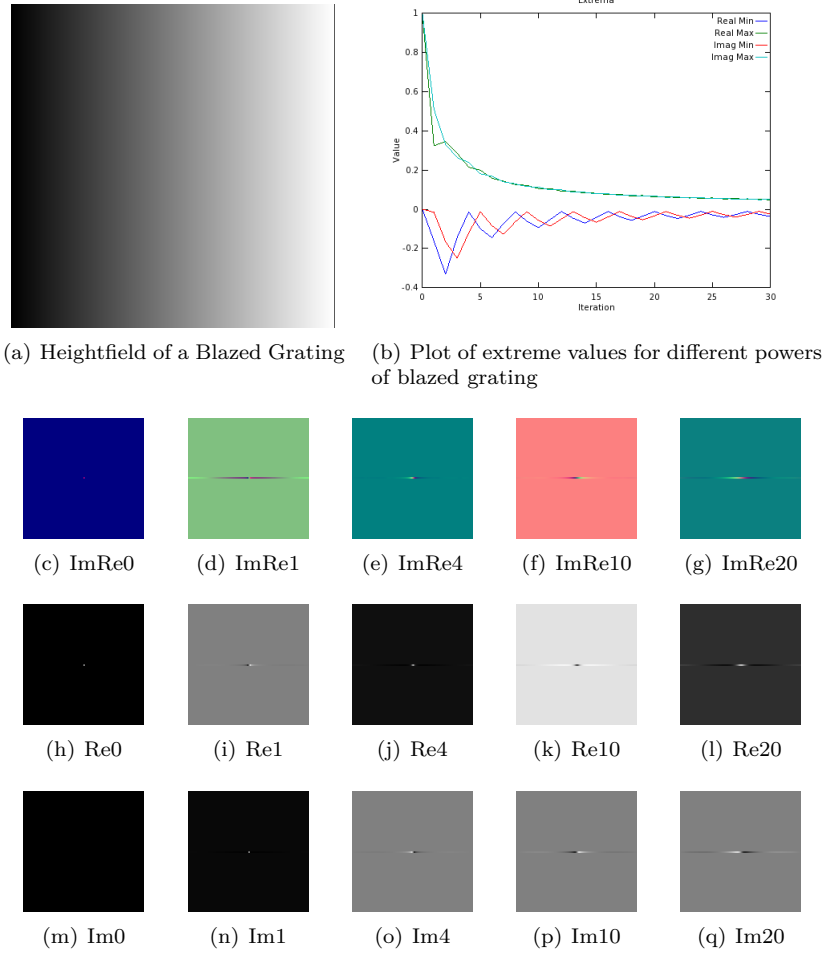 Extrema
Real Min
Real Max
Imag Min
Imag Max
1
0.8
0.6
0.4
0.2
0
-0.2
-0.4
Value
0 5 10 15 20 25 30
Iteration
(a) Heightfield of a Blazed Grating
(b) Plot of extreme values for different powers
of blazed grating
(c) ImRe0
(d) ImRe1
(e) ImRe4
(f) ImRe10
(g) ImRe20
(h) Re0
(i) Re1
(j) Re4
(k) Re10
(l) Re20
(m) Im0
(n) Im1
(o) Im4
(p) Im10
(q) Im20